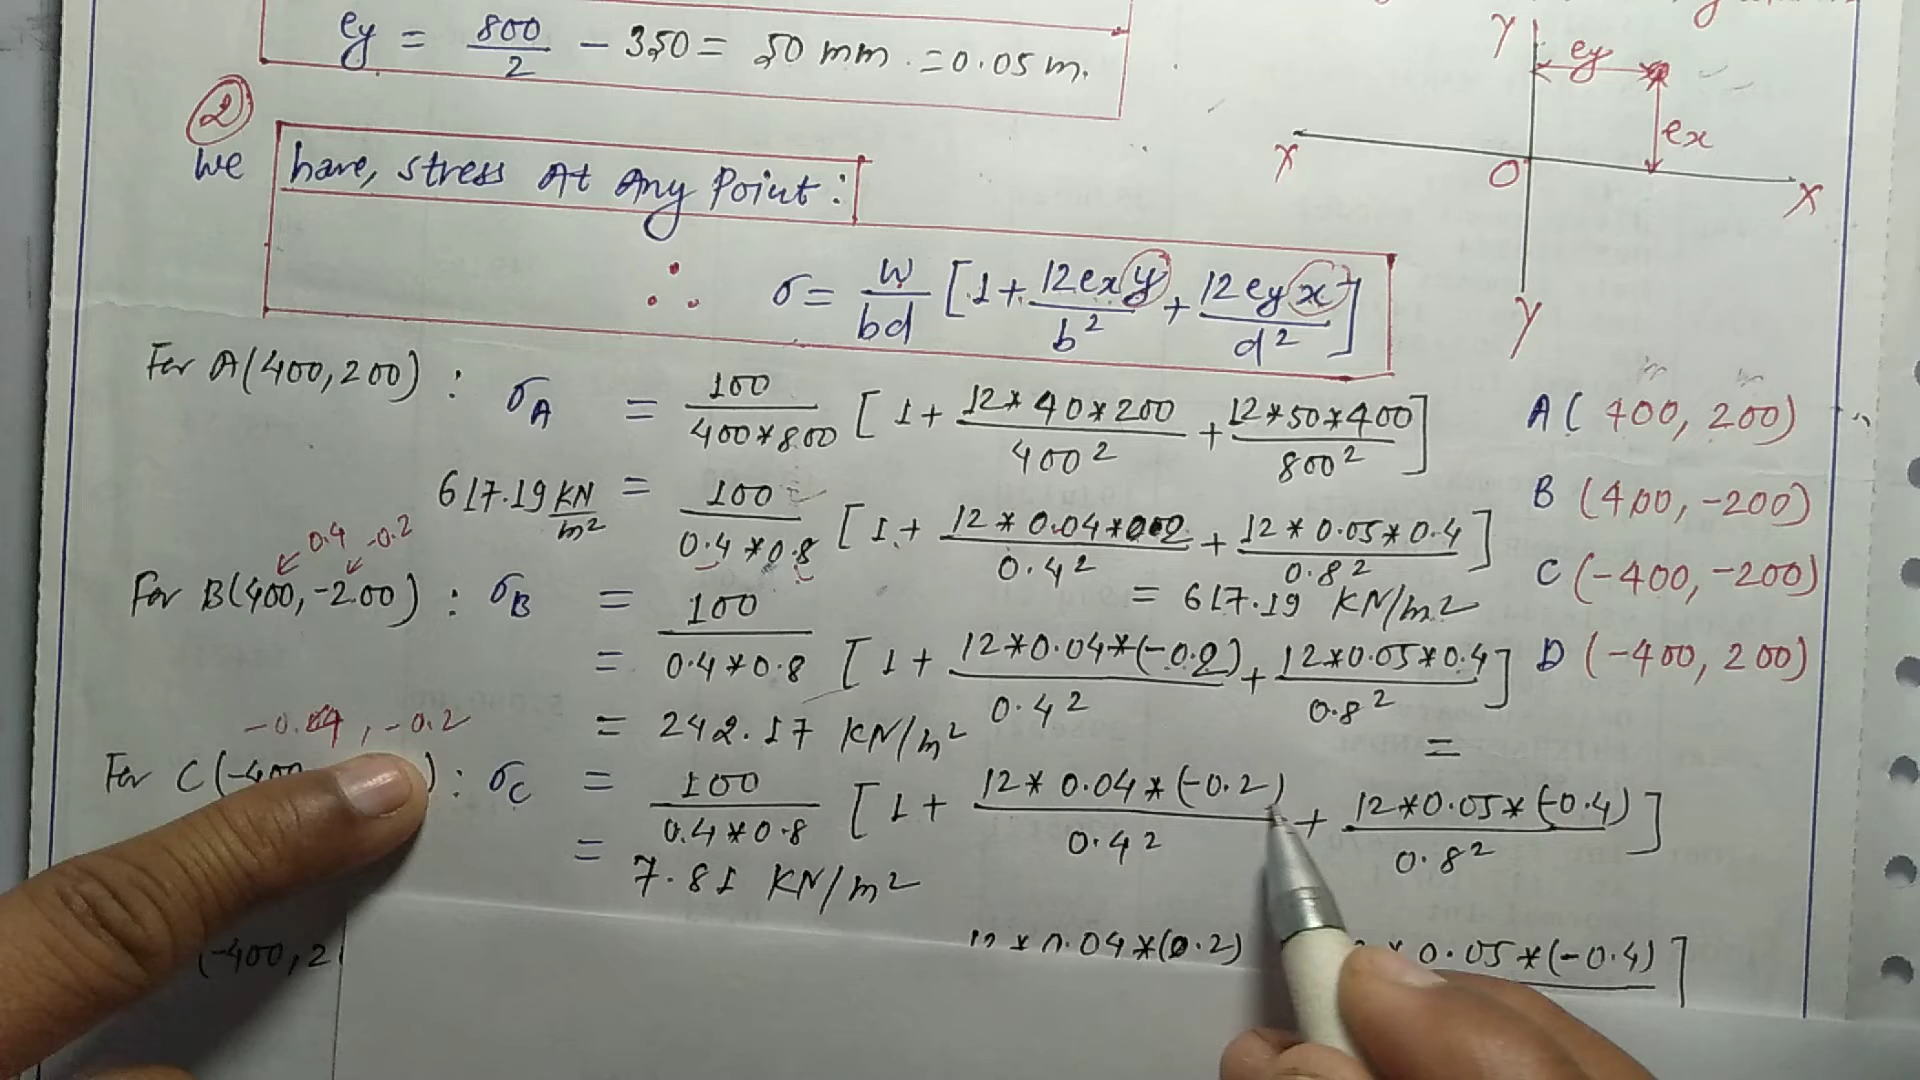 ey = 800/2 - 350 = 50 mm. = 0.05 m.
2
We have, stress At Any Point:
∴ σ = W/bd [1 + 12 ex y/b² + 12 ey x/d²]
Y
ey
ex
X
O
X
Y
For A(400,200) : σA = 100/400*800 [1 + 12*40*200/400² + 12*50*400/800²]
617.19 KN/m² = 100/0.4*0.8 [1 + 12*0.04*0.2/0.4² + 12*0.05*0.4/0.8²]
= 617.19 KN/m2
0.4 -0.2
For B(400,-200) : σB = 100
= 0.4*0.8 [1 + 12*0.04*(-0.2)/0.4² + 12*0.05*0.4/0.8²]
= 242.17 KN/m²
=
-0.4, -0.2
For C(-400 ) : σC = 100/0.4*0.8 [1 + 12*0.04*(-0.2)/0.4² + 12*0.05*(-0.4)/0.8²]
= 7.81 KN/m²
(-400,2 12*0.04*(0.2) * 0.05*(-0.4)]
A (400, 200)
B (400, -200)
C (-400, -200)
D (-400, 200)